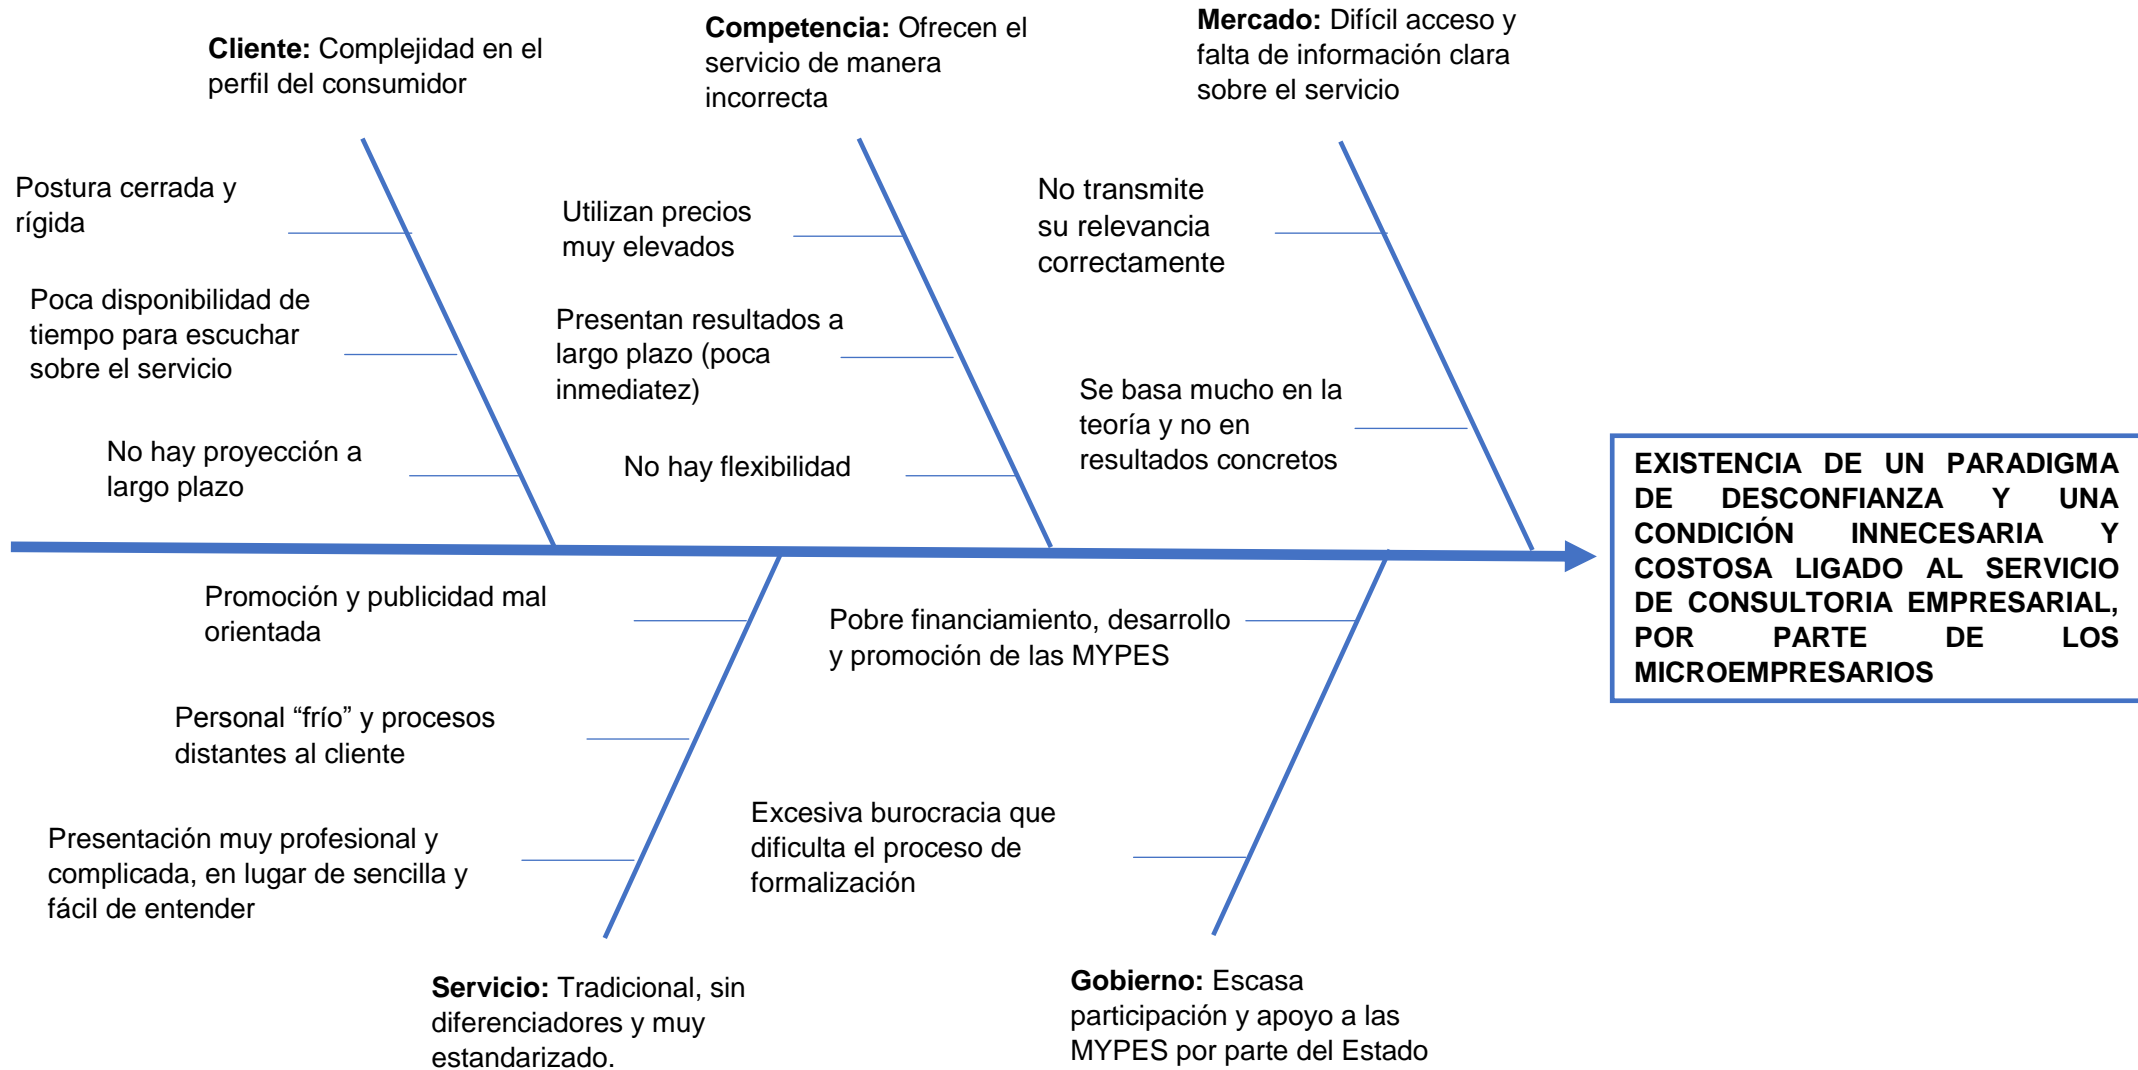 Cliente: Complejidad en el
perfil del consumidor
Competencia: Ofrecen el
servicio de manera
incorrecta
Mercado: Difícil acceso y
falta de información clara
sobre el servicio
Postura cerrada y
rígida
Poca disponibilidad de
tiempo para escuchar
sobre el servicio
No hay proyección a
largo plazo
Utilizan precios
muy elevados
Presentan resultados a
largo plazo (poca
inmediatez)
No hay flexibilidad
No transmite
su relevancia
correctamente
Se basa mucho en la
teoría y no en
resultados concretos
EXISTENCIA DE UN PARADIGMA
DE DESCONFIANZA Y UNA
CONDICIÓN INNECESARIA Y
COSTOSA LIGADO AL SERVICIO
DE CONSULTORIA EMPRESARIAL,
POR PARTE DE LOS
MICROEMPRESARIOS
Promoción y publicidad mal
orientada
Personal “frío” y procesos
distantes al cliente
Presentación muy profesional y
complicada, en lugar de sencilla y
fácil de entender
Pobre financiamiento, desarrollo
y promoción de las MYPES
Excesiva burocracia que
dificulta el proceso de
formalización
Servicio: Tradicional, sin
diferenciadores y muy
estandarizado.
Gobierno: Escasa
participación y apoyo a las
MYPES por parte del Estado